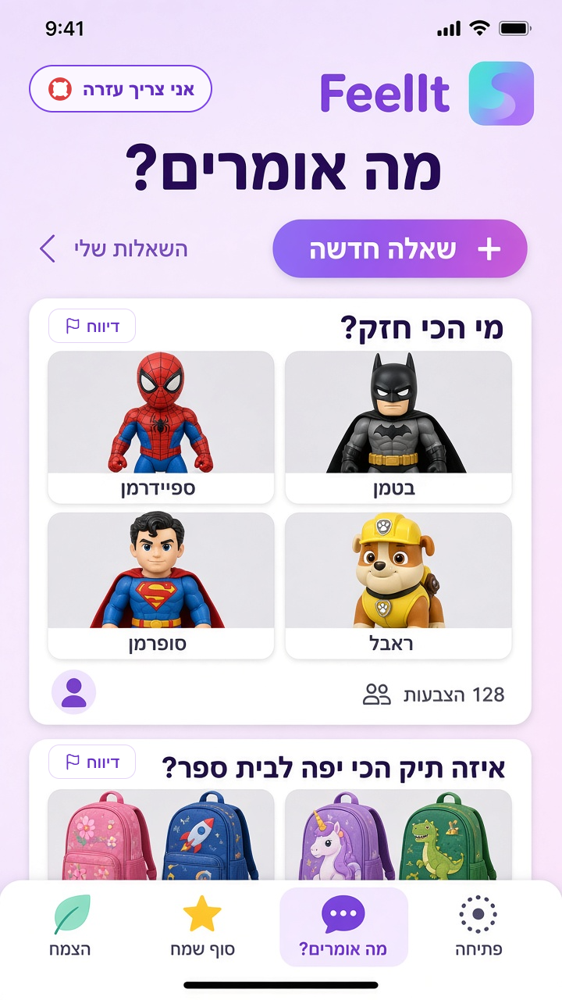 9:41
FeelIt
אני צריך עזרה
מה אומרים?
+ שאלה חדשה
השאלות שלי
מי הכי חזק?
דיווח
בטמן
ספיידרמן
ראבל
סופרמן
128 הצבעות
איזה תיק הכי יפה לבית ספר?
דיווח
פתיחה
מה אומרים?
סוף שמח
הצמח